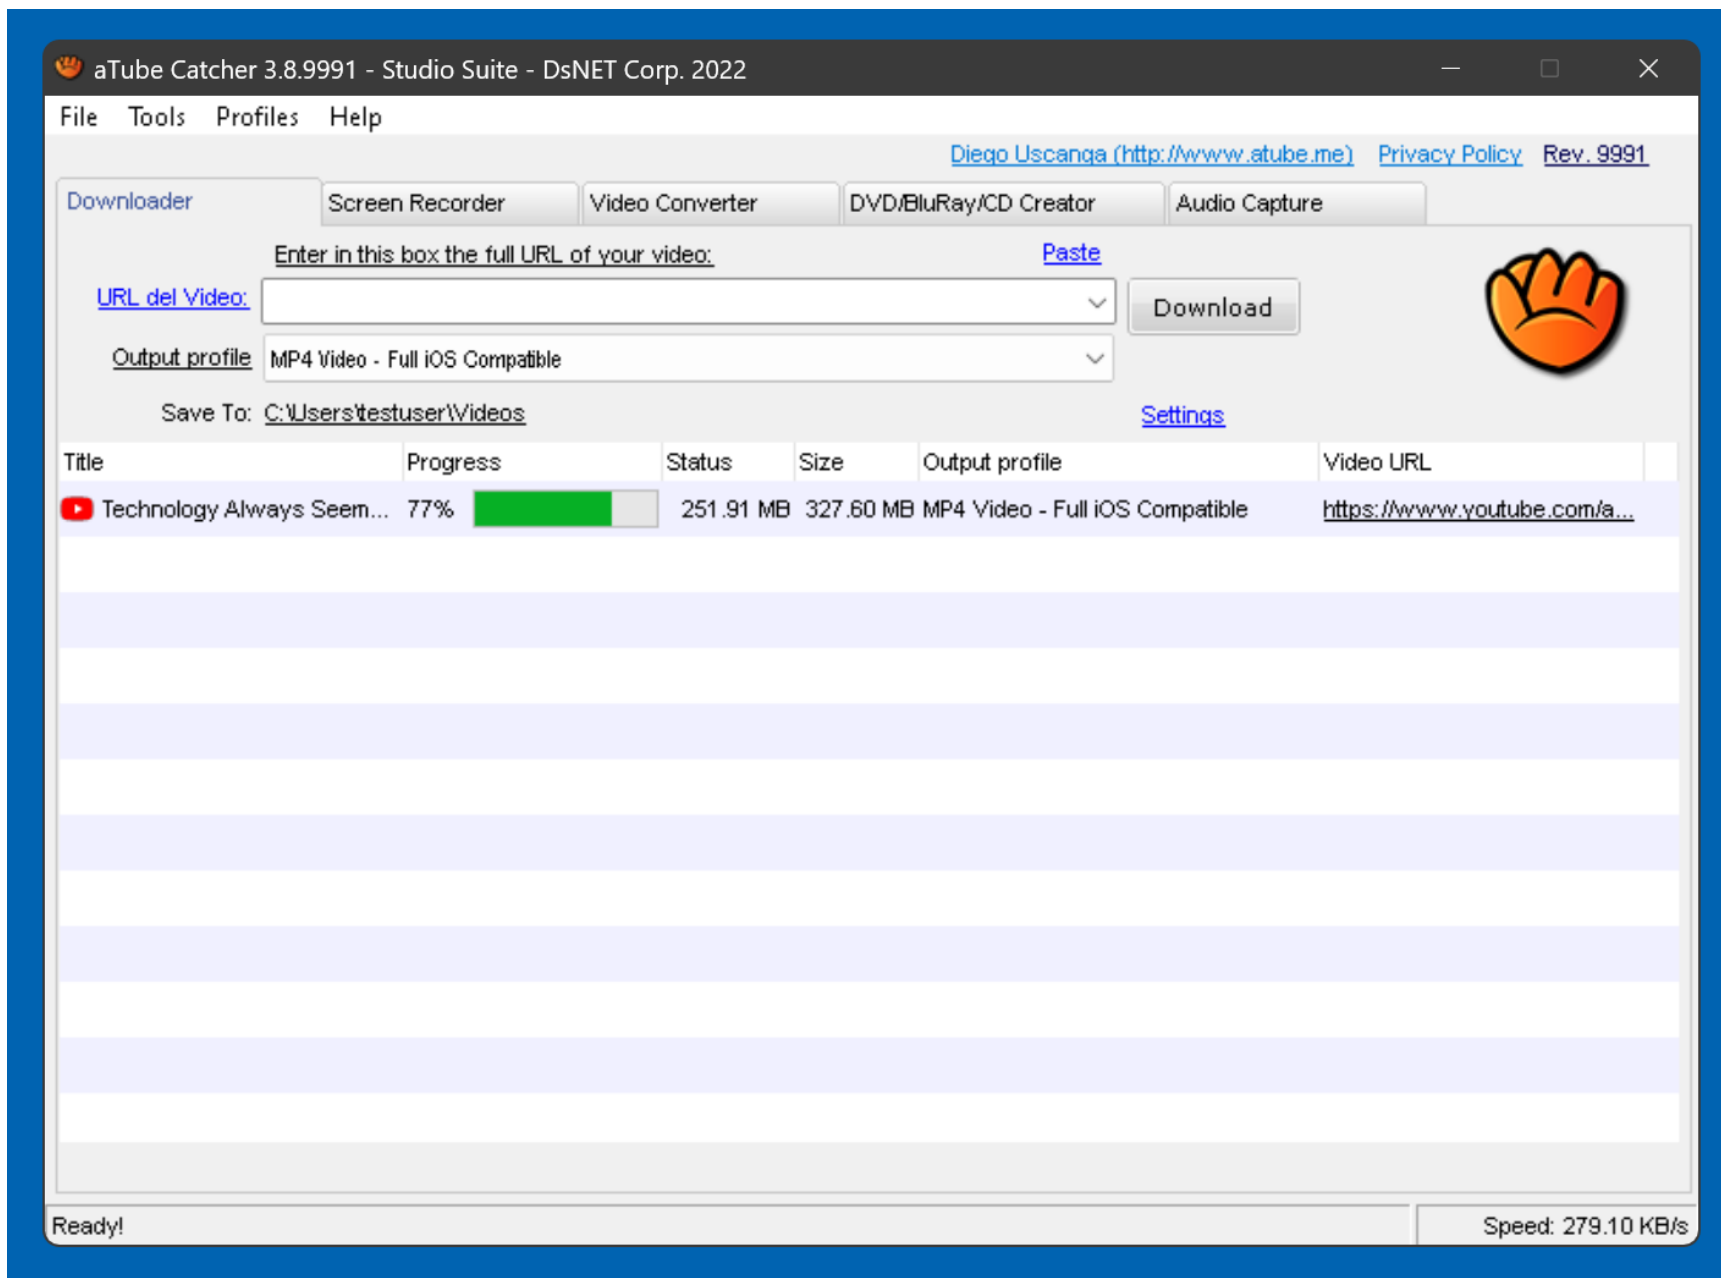 aTube Catcher 3.8.9991 - Studio Suite - DsNET Corp. 2022
File Tools Profiles Help
Diego Uscanga (http://www.atube.me) Privacy Policy Rev. 9991
Downloader Screen Recorder Video Converter DVD/BluRay/CD Creator Audio Capture
Enter in this box the full URL of your video: Paste
URL del Video: Download
Output profile MP4 Video - Full iOS Compatible
Save To: C:\Users\testuser\Videos Settings
Title Progress Status Size Output profile Video URL
Technology Always Seem... 77% 251.91 MB 327.60 MB MP4 Video - Full iOS Compatible https://www.youtube.com/a...
Ready! Speed: 279.10 KB/s